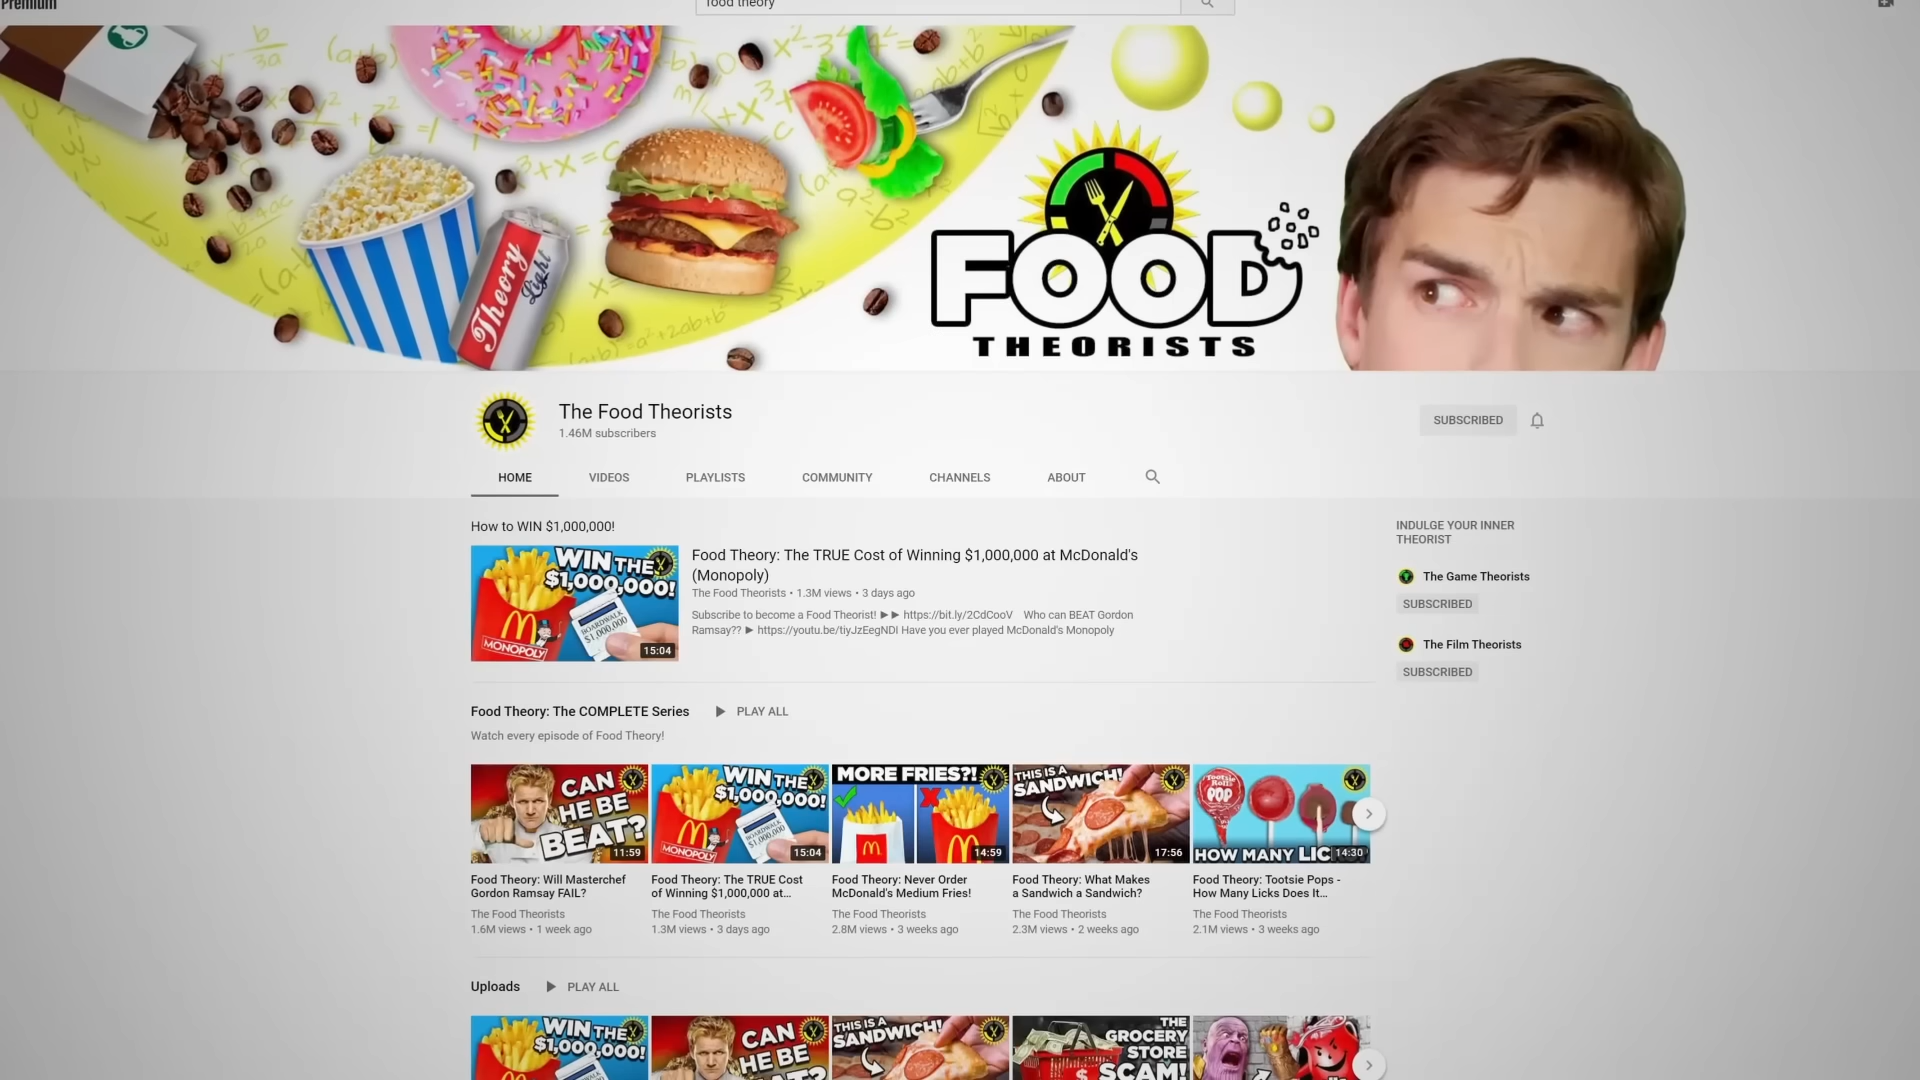 Premium
food theory
Theory
Light
FOOD
THEORISTS
The Food Theorists
1.46M subscribers
SUBSCRIBED
HOME
VIDEOS
PLAYLISTS
COMMUNITY
CHANNELS
ABOUT
How to WIN $1,000,000!
WIN THE
$1,000,000!
BOARDWALK
$1,000,000
MONOPOLY
15:04
Food Theory: The TRUE Cost of Winning $1,000,000 at McDonald's
(Monopoly)
The Food Theorists • 1.3M views • 3 days ago
Subscribe to become a Food Theorist! ►► https://bit.ly/2CdCooV Who can BEAT Gordon
Ramsay?? ► https://youtu.be/tiyJzEegNDI Have you ever played McDonald's Monopoly
INDULGE YOUR INNER
THEORIST
The Game Theorists
SUBSCRIBED
The Film Theorists
SUBSCRIBED
Food Theory: The COMPLETE Series
PLAY ALL
Watch every episode of Food Theory!
CAN
HE BE
BEAT?
11:59
WIN THE
$1,000,000!
BOARDWALK
$1,000,000
MONOPOLY
15:04
MORE FRIES?!
14:59
THIS IS A
SANDWICH!
17:56
Tootsie
Roll
POP
HOW MANY LIC
14:30
Food Theory: Will Masterchef
Gordon Ramsay FAIL?
The Food Theorists
1.6M views • 1 week ago
Food Theory: The TRUE Cost
of Winning $1,000,000 at...
The Food Theorists
1.3M views • 3 days ago
Food Theory: Never Order
McDonald's Medium Fries!
The Food Theorists
2.8M views • 3 weeks ago
Food Theory: What Makes
a Sandwich a Sandwich?
The Food Theorists
2.3M views • 2 weeks ago
Food Theory: Tootsie Pops -
How Many Licks Does It...
The Food Theorists
2.1M views • 3 weeks ago
Uploads
PLAY ALL
WIN THE
$1,000,000!
CAN
HE BE
THIS IS A
SANDWICH!
THE
GROCERY
STORE
SCAM!